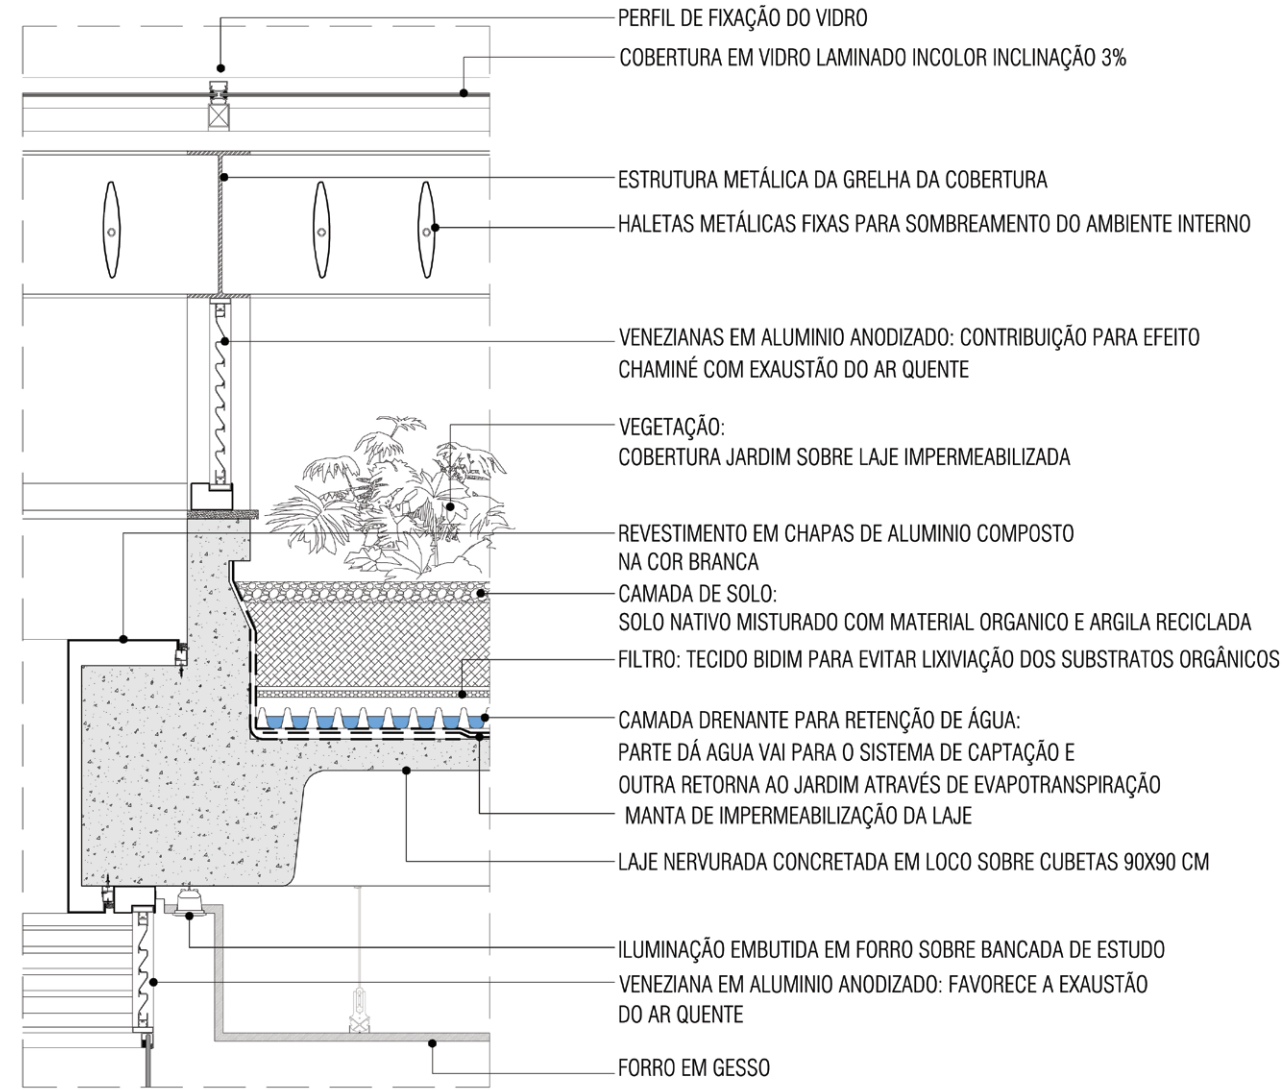 PERFIL DE FIXAÇÃO DO VIDRO
COBERTURA EM VIDRO LAMINADO INCOLOR INCLINAÇÃO 3%
ESTRUTURA METÁLICA DA GRELHA DA COBERTURA
HALETAS METÁLICAS FIXAS PARA SOMBREAMENTO DO AMBIENTE INTERNO
VENEZIANAS EM ALUMINIO ANODIZADO: CONTRIBUIÇÃO PARA EFEITO
CHAMINÉ COM EXAUSTÃO DO AR QUENTE
VEGETAÇÃO:
COBERTURA JARDIM SOBRE LAJE IMPERMEABILIZADA
REVESTIMENTO EM CHAPAS DE ALUMINIO COMPOSTO
NA COR BRANCA
CAMADA DE SOLO:
SOLO NATIVO MISTURADO COM MATERIAL ORGANICO E ARGILA RECICLADA
FILTRO: TECIDO BIDIM PARA EVITAR LIXIVIAÇÃO DOS SUBSTRATOS ORGÂNICOS
CAMADA DRENANTE PARA RETENÇÃO DE ÁGUA:
PARTE DÁ AGUA VAI PARA O SISTEMA DE CAPTAÇÃO E
OUTRA RETORNA AO JARDIM ATRAVÉS DE EVAPOTRANSPIRAÇÃO
MANTA DE IMPERMEABILIZAÇÃO DA LAJE
LAJE NERVURADA CONCRETADA EM LOCO SOBRE CUBETAS 90X90 CM
ILUMINAÇÃO EMBUTIDA EM FORRO SOBRE BANCADA DE ESTUDO
VENEZIANA EM ALUMINIO ANODIZADO: FAVORECE A EXAUSTÃO
DO AR QUENTE
FORRO EM GESSO